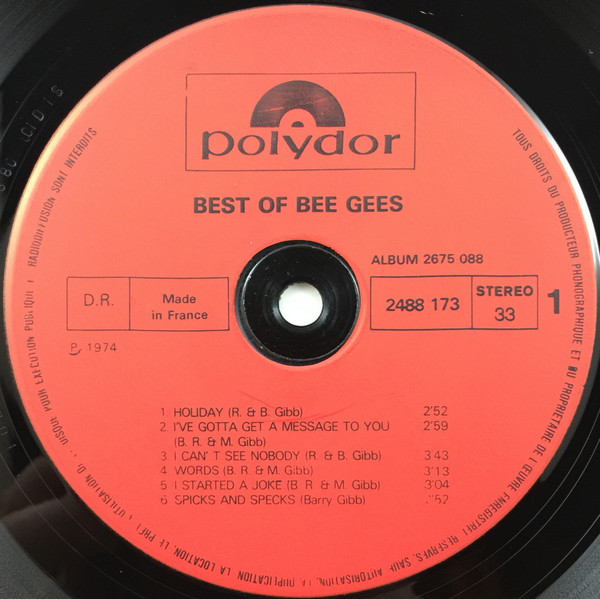 polydor
BEST OF BEE GEES
ALBUM 2675 088
D.R.
Made
in France
2488 173
STEREO
33
1
P. 1974
1 HOLIDAY (R. & B. Gibb) 2'52
2 I'VE GOTTA GET A MESSAGE TO YOU 2'59
(B. R. & M. Gibb)
3 I CAN'T SEE NOBODY (R. & B. Gibb) 3'43
4 WORDS (B. R. & M. Gibb) 3'13
5 I STARTED A JOKE (B. R. & M. Gibb) 3'04
6 SPICKS AND SPECKS (Barry Gibb) '52
TOUS DROITS DU PRODUCTEUR PHONOGRAPHIQUE ET DU PROPRIETAIRE DE L'ŒUVRE ENREGISTRE RESERVES. SAUF AUTORISATION, LA DUPLICATION, LA LOCATION, LE PRET, L'UTILISATION DE DISQUE POUR EXECUTION PUBLIQUE RADIODIFFUSION SONT INTERDITS